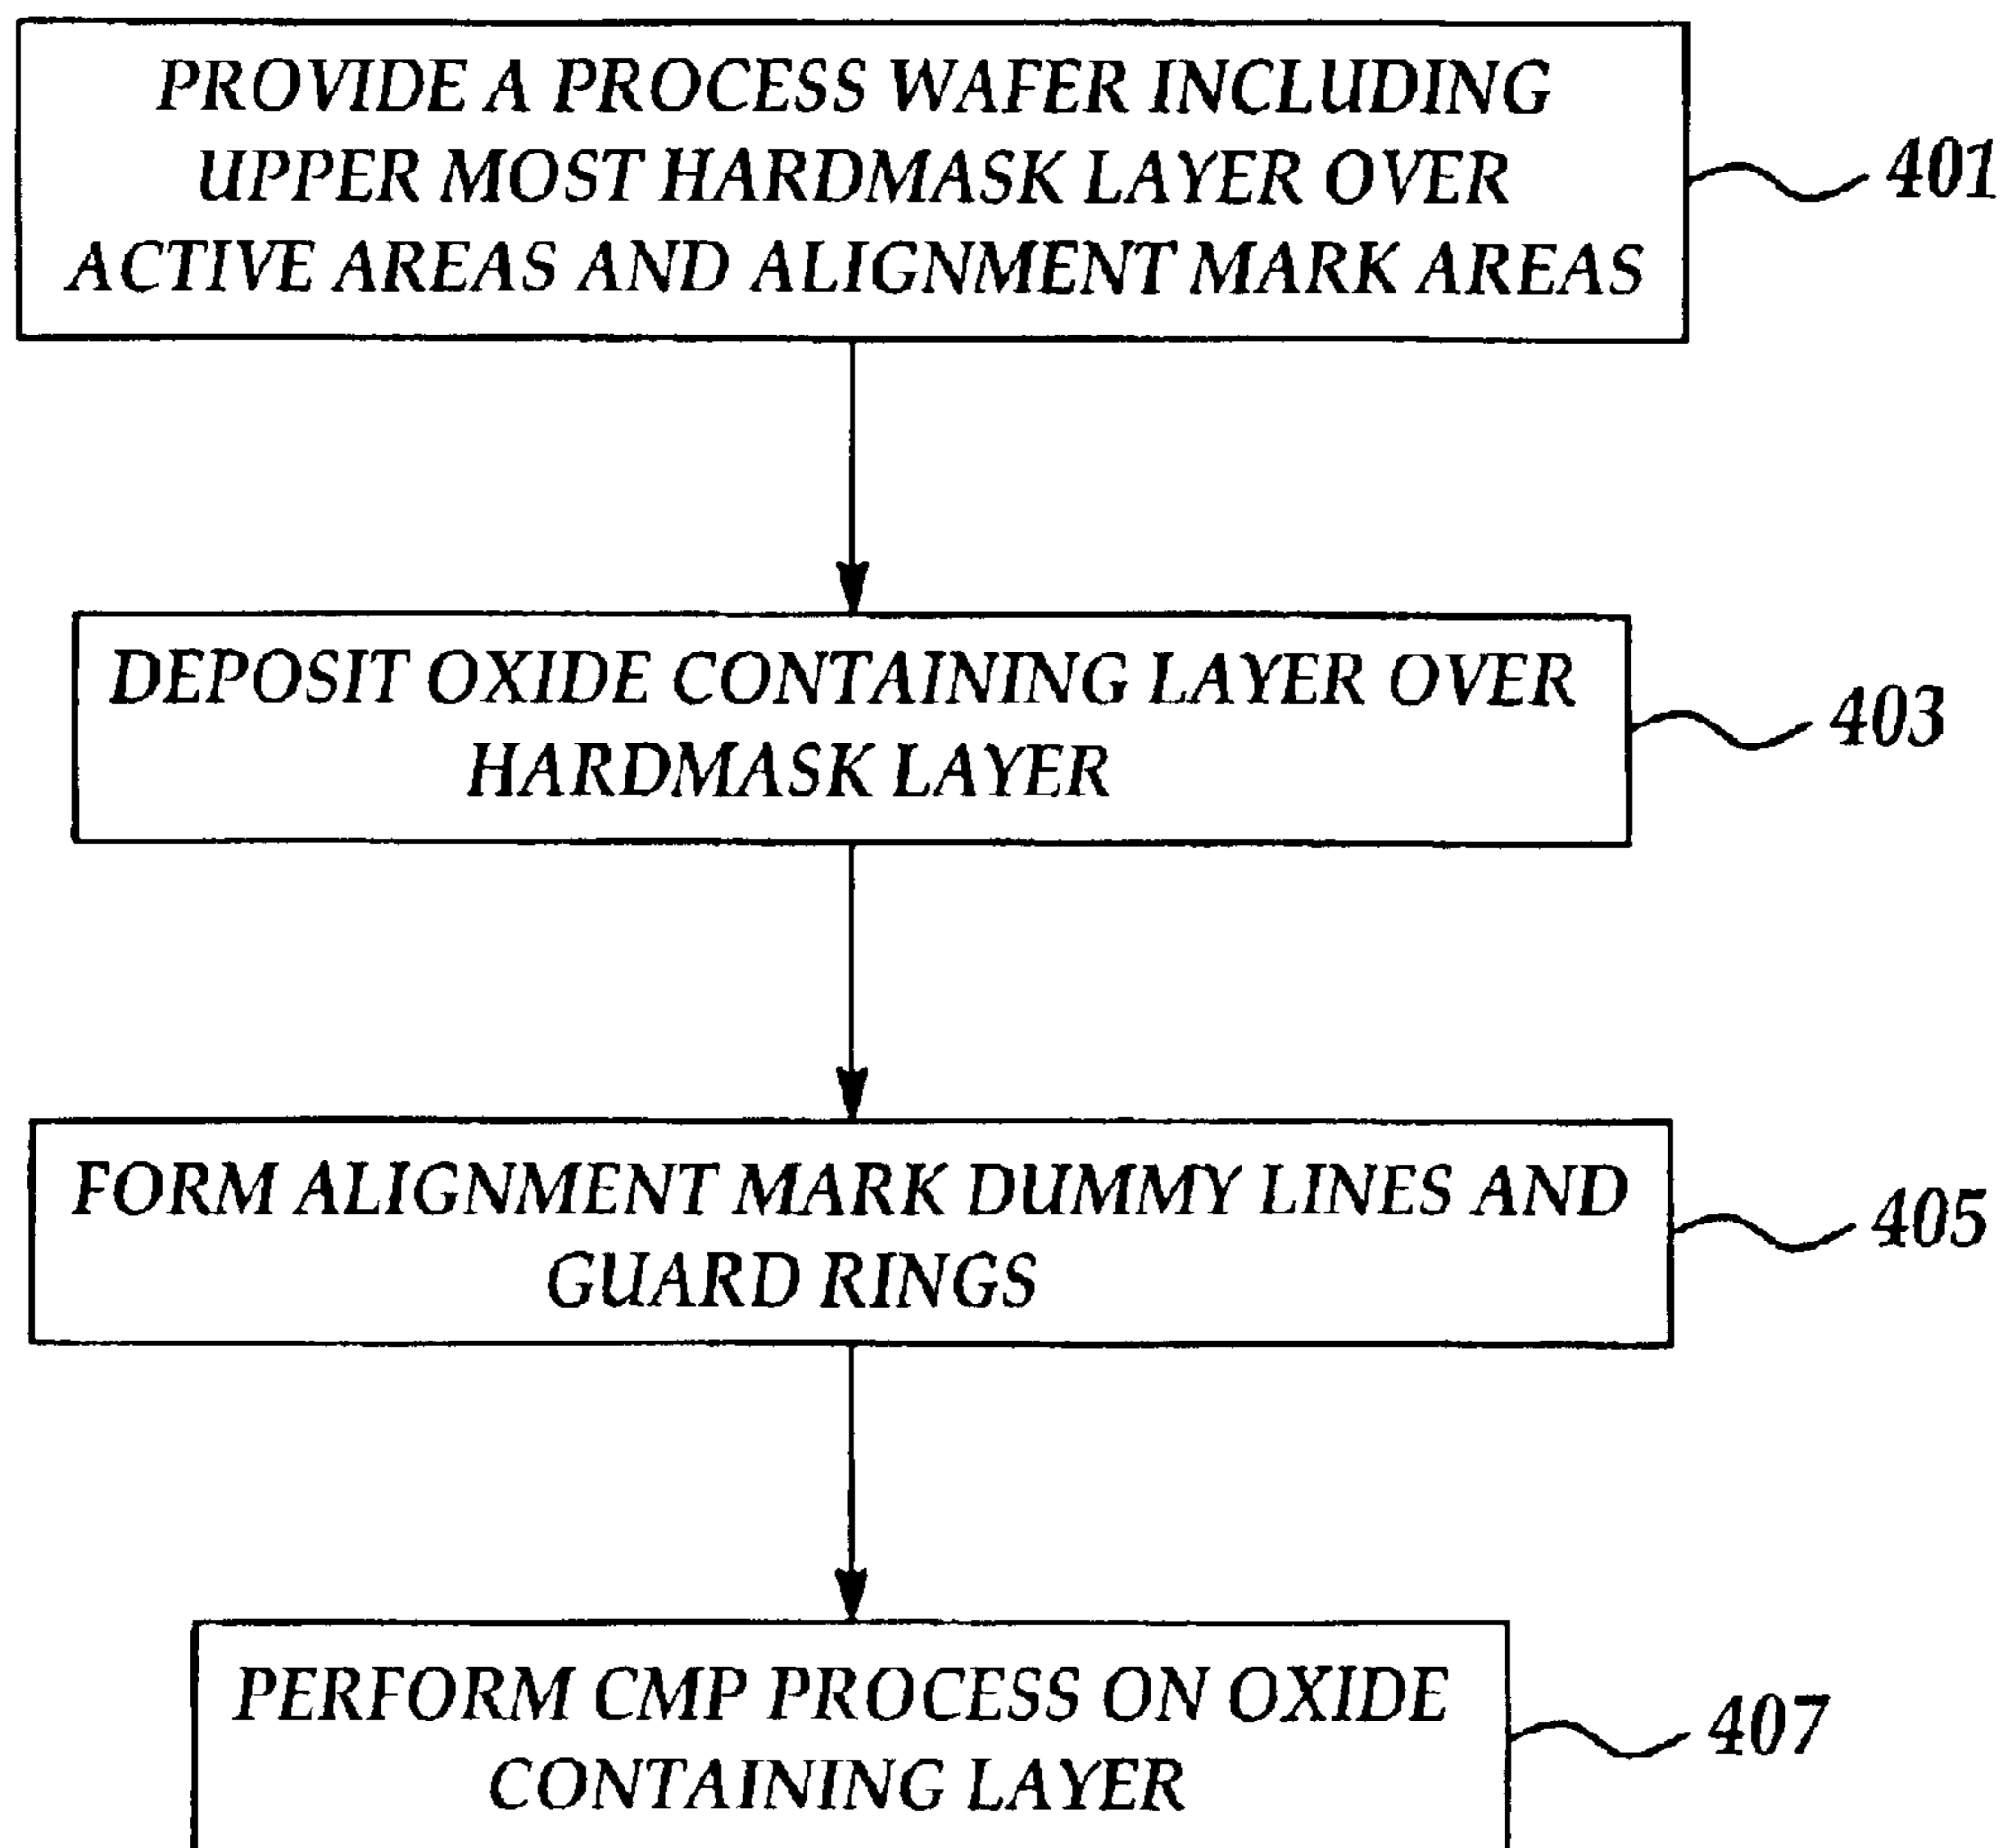 PROVIDE A PROCESS WAFER INCLUDING
UPPER MOST HARDMASK LAYER OVER
ACTIVE AREAS AND ALIGNMENT MARK AREAS
401
DEPOSIT OXIDE CONTAINING LAYER OVER
HARDMASK LAYER
403
FORM ALIGNMENT MARK DUMMY LINES AND
GUARD RINGS
405
PERFORM CMP PROCESS ON OXIDE
CONTAINING LAYER
407